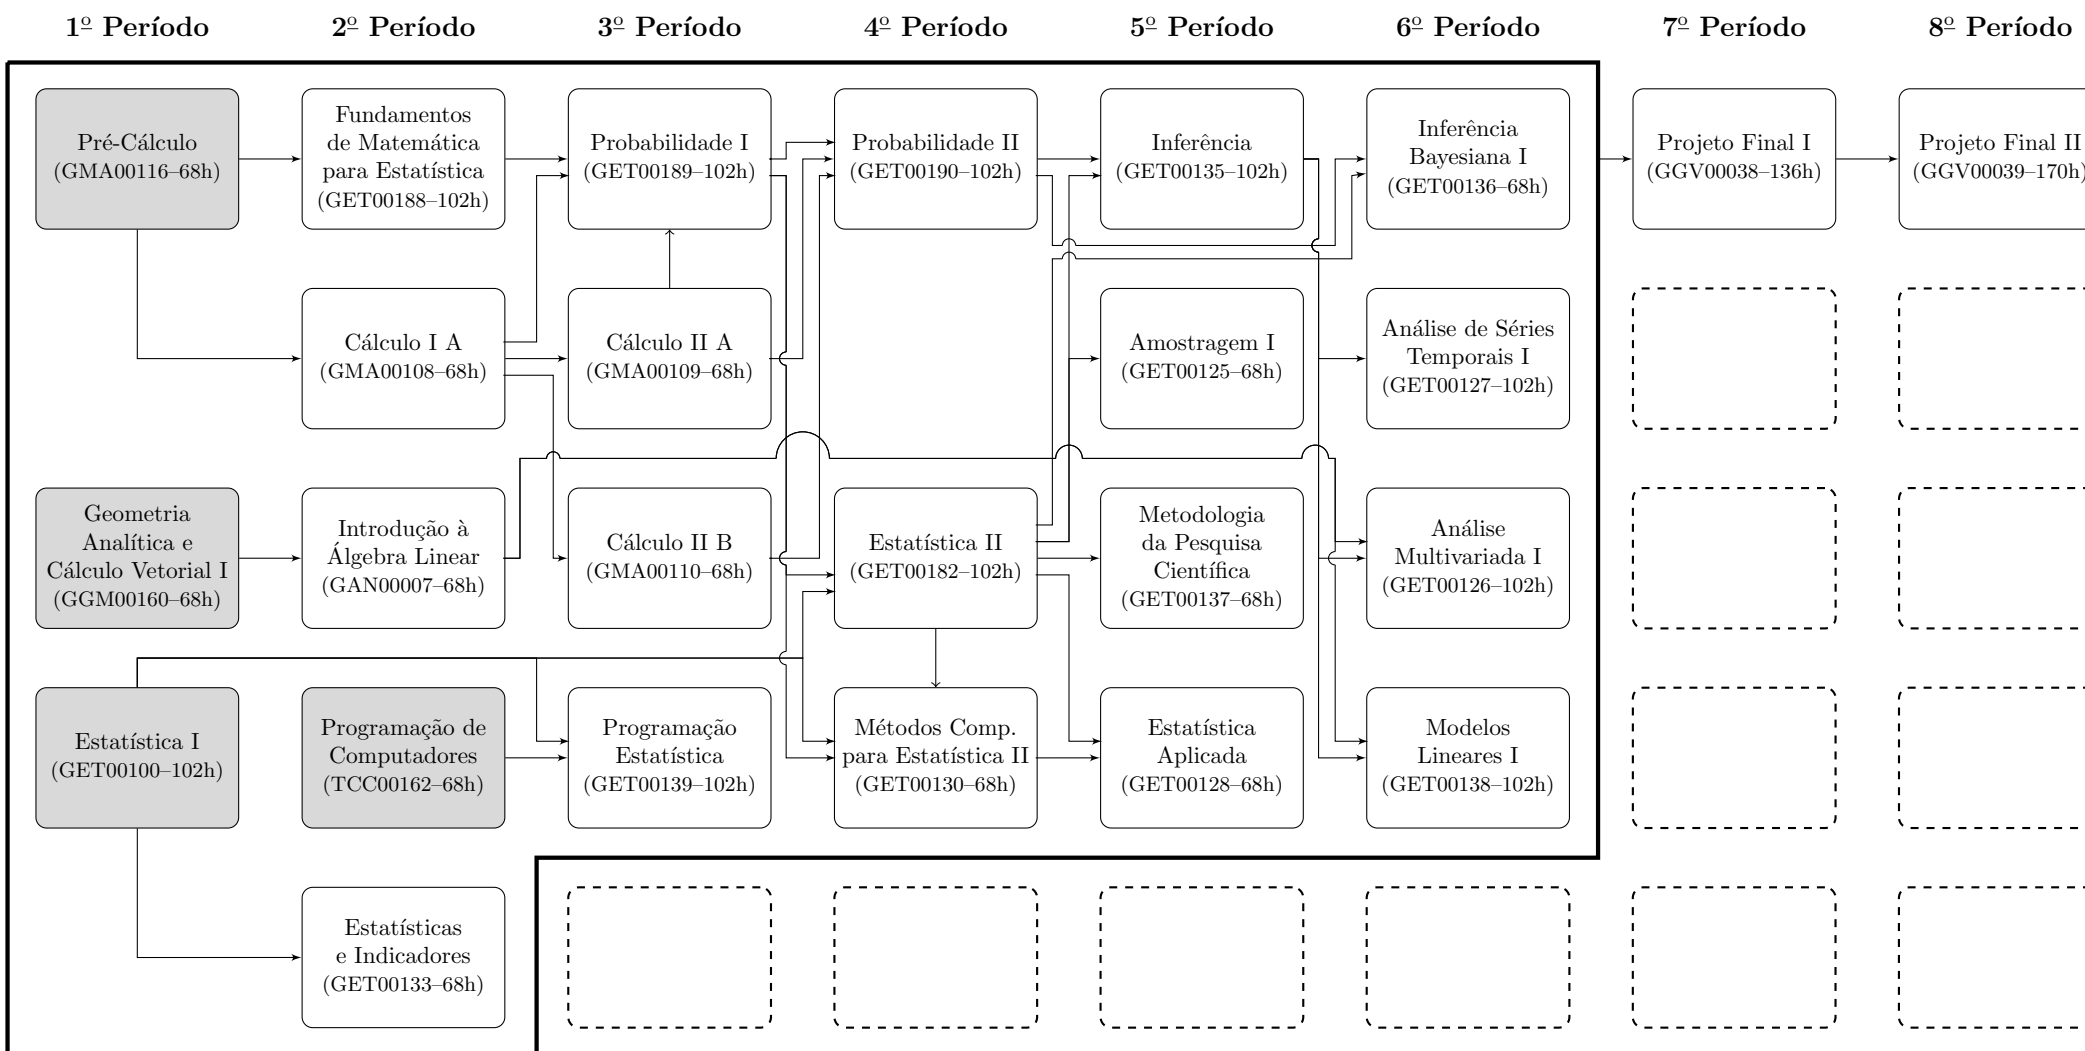 1º Período
2º Período
3º Período
4º Período
5º Período
6º Período
7º Período
8º Período
Pré-Cálculo
(GMA00116–68h)
Fundamentos
de Matemática
para Estatística
(GET00188–102h)
Probabilidade I
(GET00189–102h)
Probabilidade II
(GET00190–102h)
Inferência
(GET00135–102h)
Inferência
Bayesiana I
(GET00136–68h)
Projeto Final I
(GGV00038–136h)
Projeto Final II
(GGV00039–170h)
Cálculo I A
(GMA00108–68h)
Cálculo II A
(GMA00109–68h)
Amostragem I
(GET00125–68h)
Análise de Séries
Temporais I
(GET00127–102h)
Geometria
Analítica e
Cálculo Vetorial I
(GGM00160–68h)
Introdução à
Álgebra Linear
(GAN00007–68h)
Cálculo II B
(GMA00110–68h)
Estatística II
(GET00182–102h)
Metodologia
da Pesquisa
Científica
(GET00137–68h)
Análise
Multivariada I
(GET00126–102h)
Estatística I
(GET00100–102h)
Programação de
Computadores
(TCC00162–68h)
Programação
Estatística
(GET00139–102h)
Métodos Comp.
para Estatística II
(GET00130–68h)
Estatística
Aplicada
(GET00128–68h)
Modelos
Lineares I
(GET00138–102h)
Estatísticas
e Indicadores
(GET00133–68h)